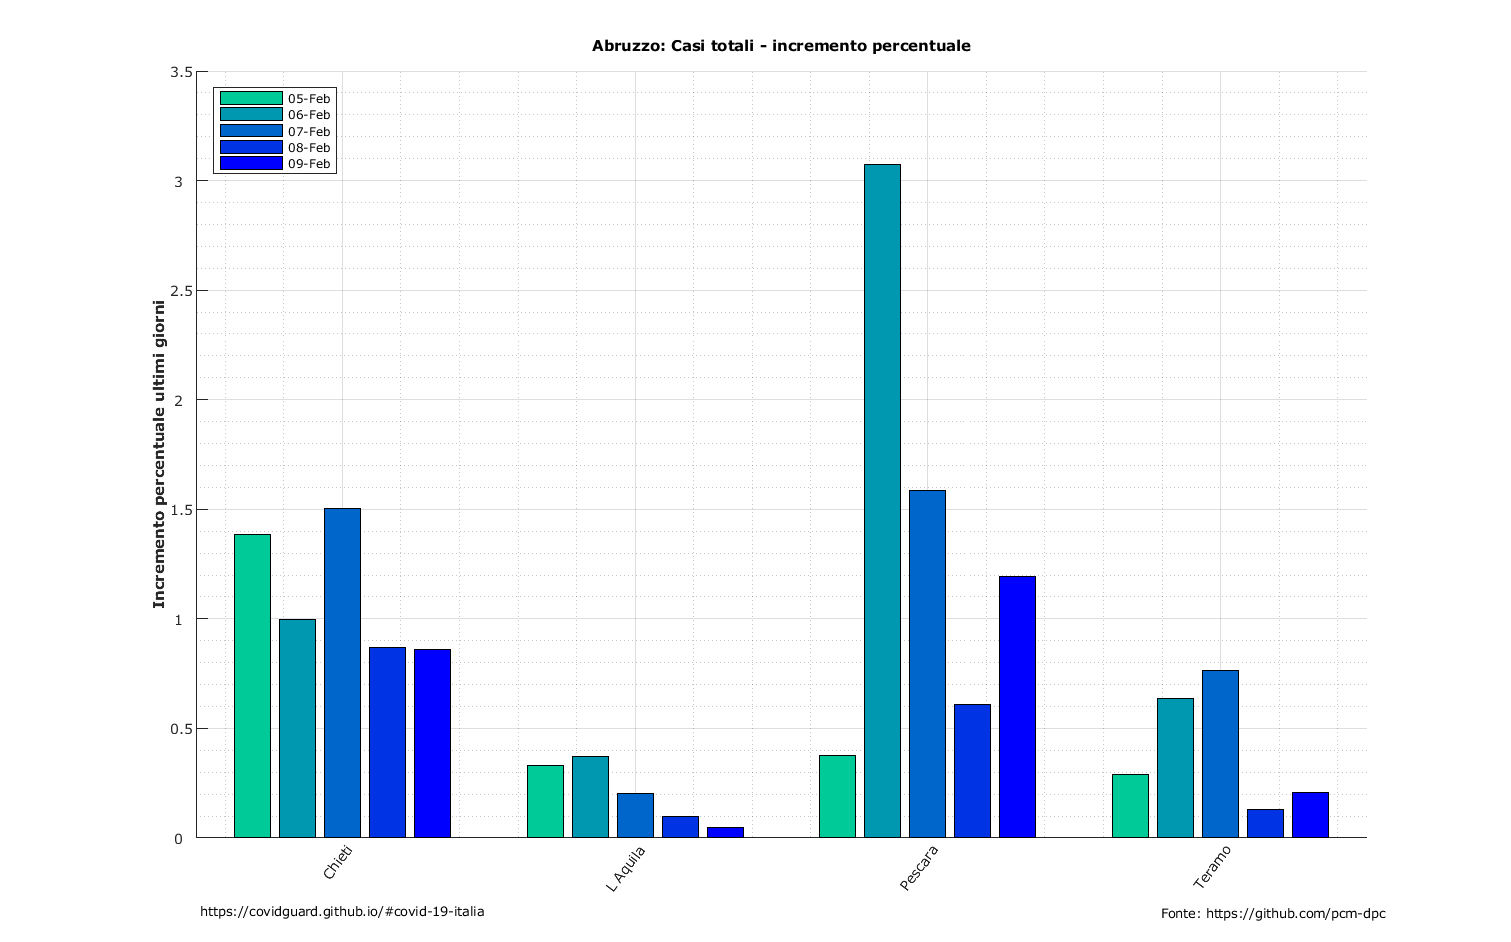 Abruzzo: Casi totali - incremento percentuale
3.5
3
2.5
2
1.5
1
0.5
0
Incremento percentuale ultimi giorni
05-Feb
06-Feb
07-Feb
08-Feb
09-Feb
Chieti
L Aquila
Pescara
Teramo
https://covidguard.github.io/#covid-19-italia
Fonte: https://github.com/pcm-dpc